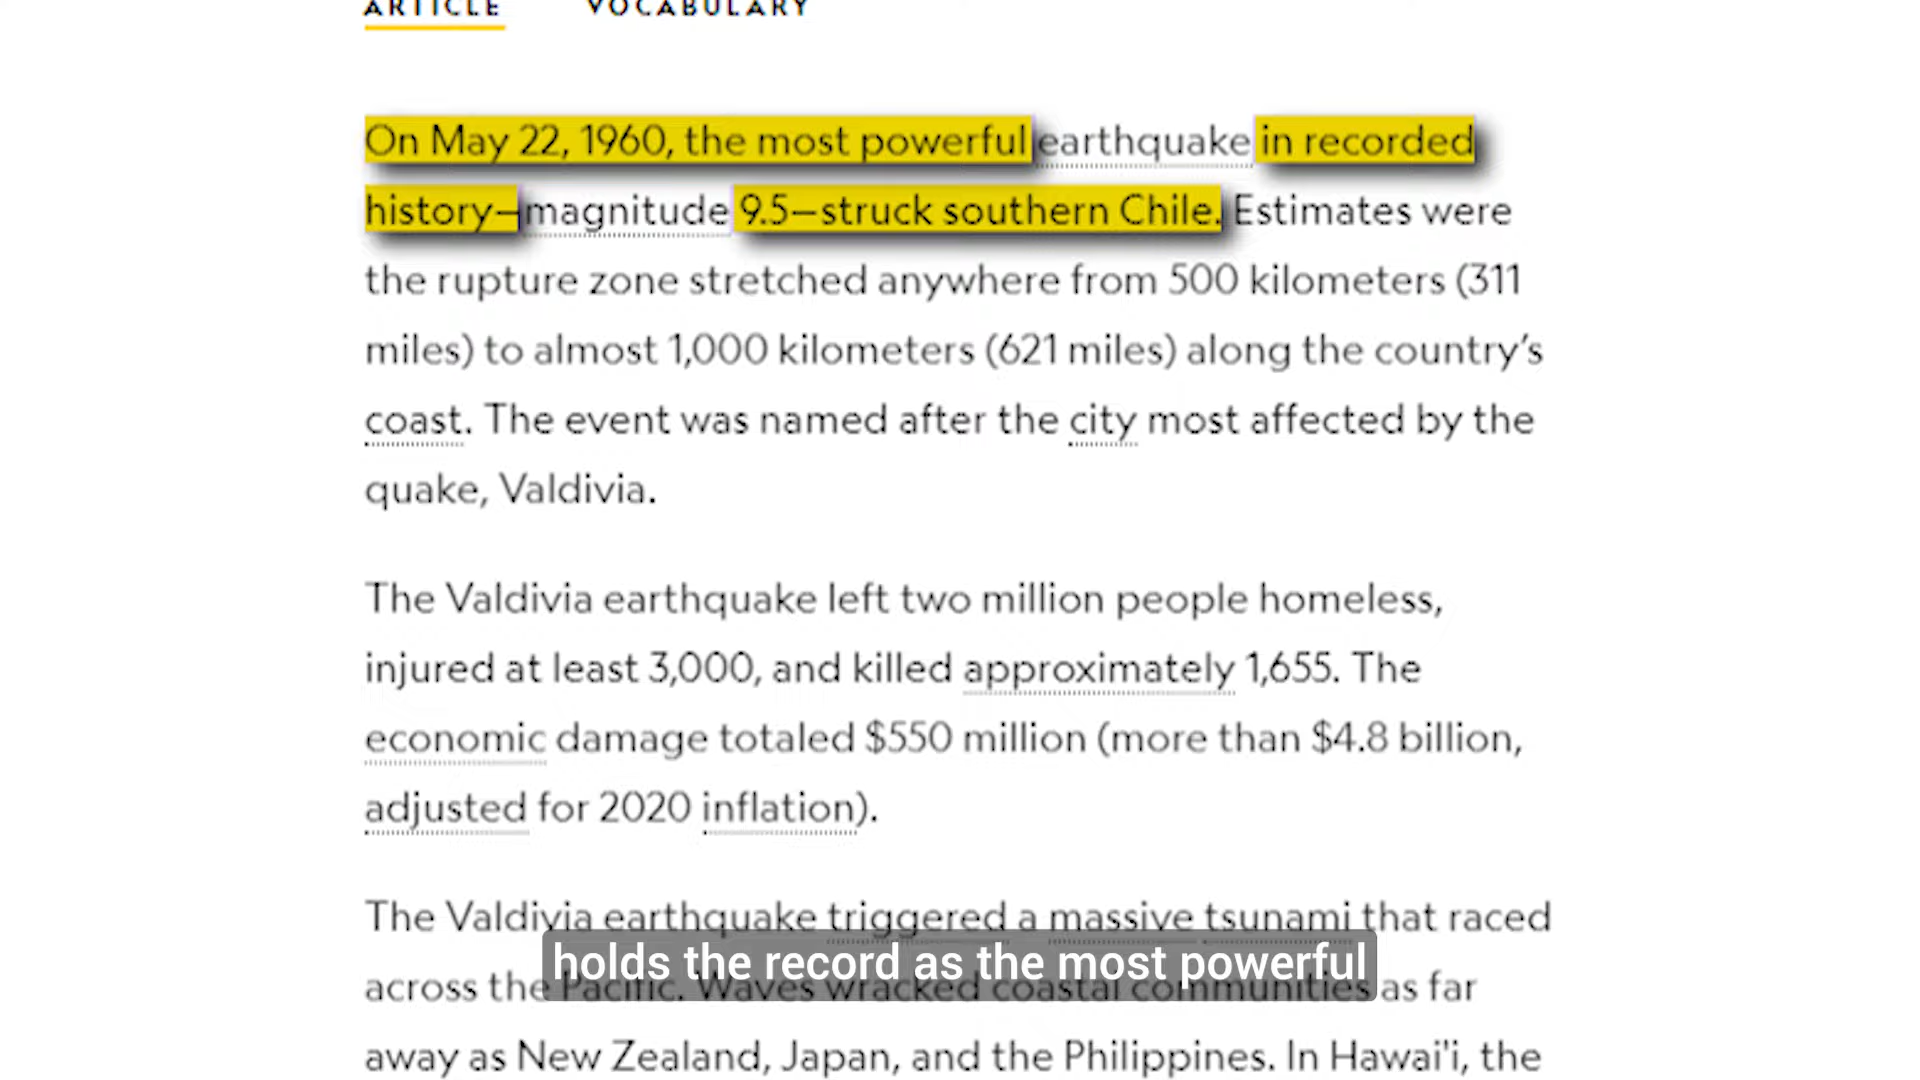 ARTICLE VOCABULARY
On May 22, 1960, the most powerful earthquake in recorded
history—magnitude 9.5—struck southern Chile. Estimates were
the rupture zone stretched anywhere from 500 kilometers (311
miles) to almost 1,000 kilometers (621 miles) along the country’s
coast. The event was named after the city most affected by the
quake, Valdivia.
The Valdivia earthquake left two million people homeless,
injured at least 3,000, and killed approximately 1,655. The
economic damage totaled $550 million (more than $4.8 billion,
adjusted for 2020 inflation).
The Valdivia earthquake triggered a massive tsunami that raced
holds the record as the most powerful
across the Pacific. Waves wracked coastal communities as far
away as New Zealand, Japan, and the Philippines. In Hawai'i, the